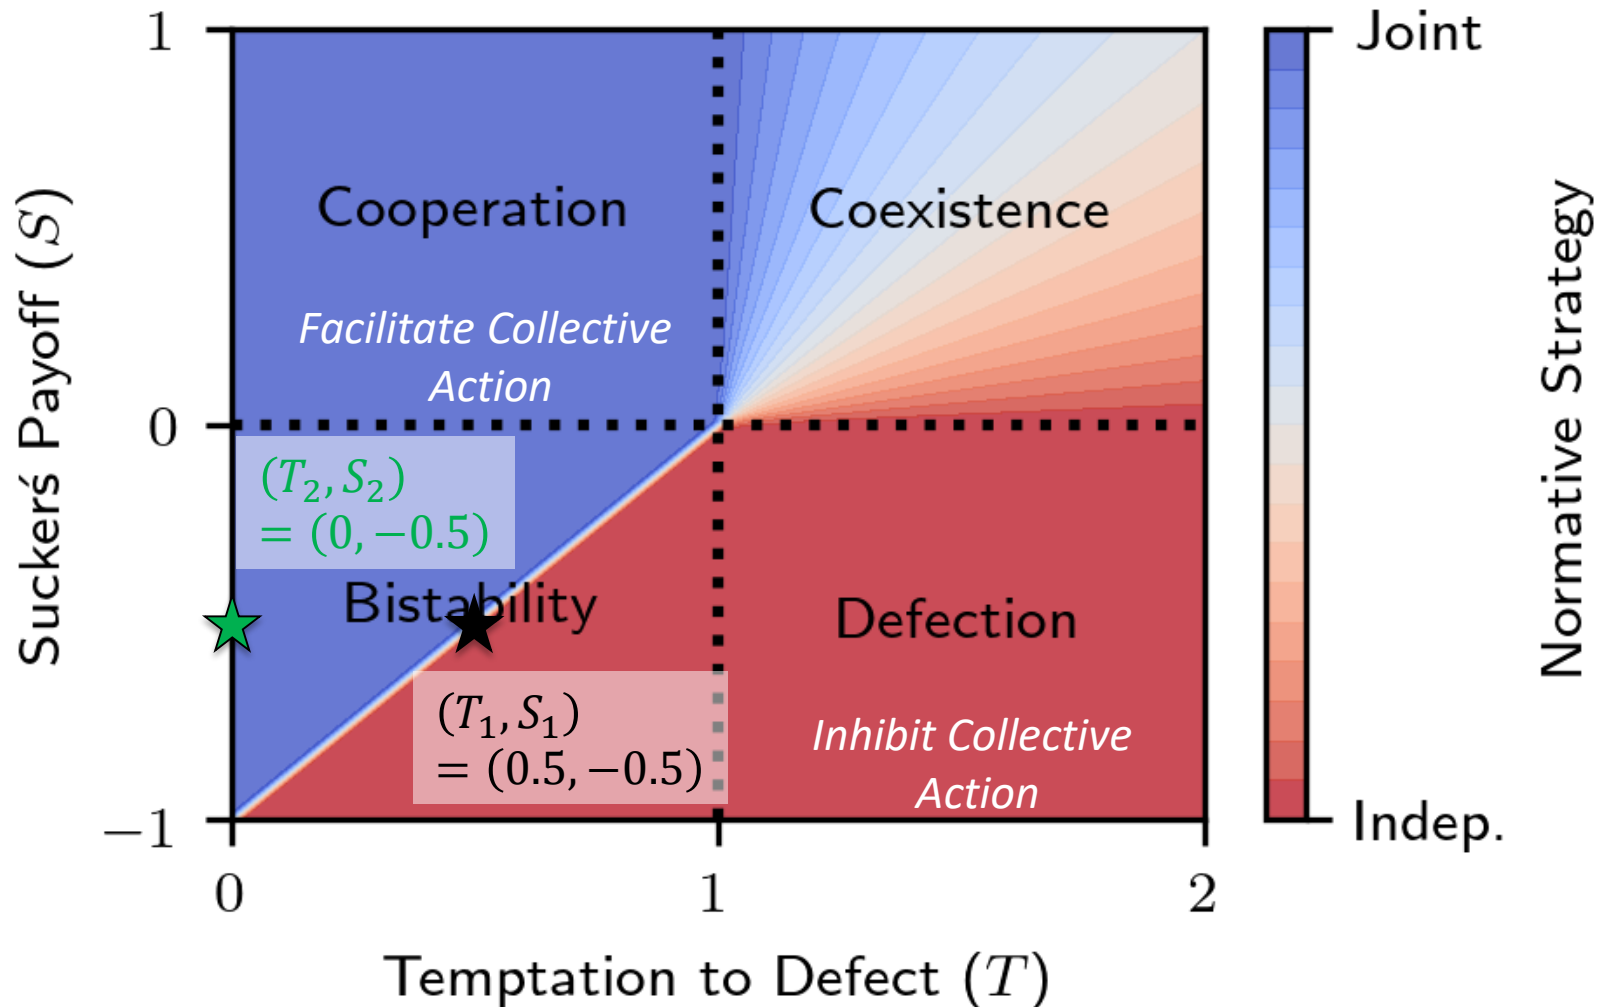 1
0
−1
Sucker's Payoff (S)
Cooperation
Coexistence
Facilitate Collective
Action
(T₂, S₂)
= (0, −0.5)
Bistability
Defection
(T₁, S₁)
= (0.5, −0.5)
Inhibit Collective
Action
0
1
2
Temptation to Defect (T)
Joint
Indep.
Normative Strategy